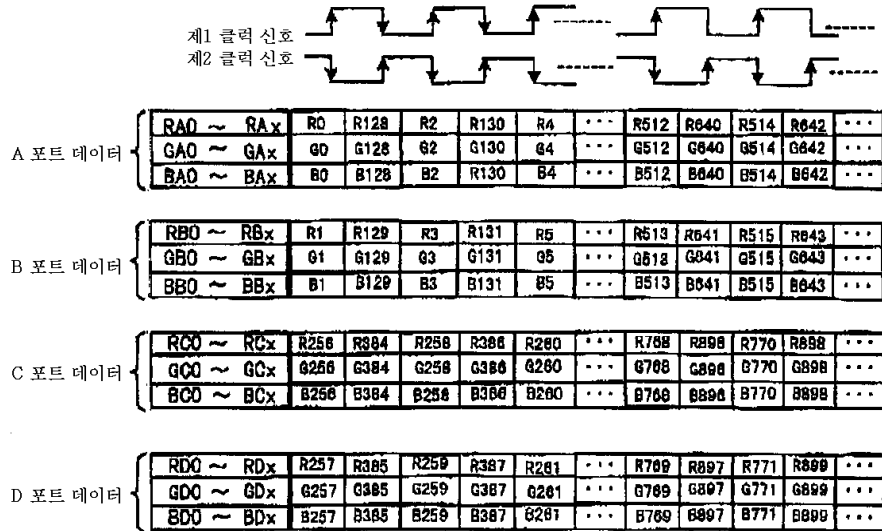 제1 클럭 신호
제2 클럭 신호
A 포트 데이터
RA0 ~ RAx R0 R128 R2 R130 R4 ··· R512 R640 R514 R642 ···
GA0 ~ GAx G0 G128 G2 G130 G4 ··· G512 G640 G514 G642 ···
BA0 ~ BAx B0 B128 B2 R130 B4 ··· B512 B640 B514 B642 ···
B 포트 데이터
RB0 ~ RBx R1 R129 R3 R131 R5 ··· R513 R641 R515 R643 ···
GB0 ~ GBx G1 G129 G3 G131 G5 ··· G513 G641 G515 G643 ···
BB0 ~ BBx B1 B129 B3 B131 B5 ··· B513 B641 B515 B643 ···
C 포트 데이터
RC0 ~ RCx R256 R384 R258 R386 R260 ··· R768 R896 R770 R898 ···
GC0 ~ GCx G256 G384 G258 G386 G260 ··· G768 G896 G770 G898 ···
BC0 ~ BCx B256 B384 B258 B386 B260 ··· B768 B896 B770 B898 ···
D 포트 데이터
RD0 ~ RDx R257 R385 R259 R387 R261 ··· R769 R897 R771 R899 ···
GD0 ~ GDx G257 G385 G259 G387 G261 ··· G769 G897 G771 G899 ···
BD0 ~ BDx B257 B385 B259 B387 B261 ··· B769 B897 B771 B899 ···